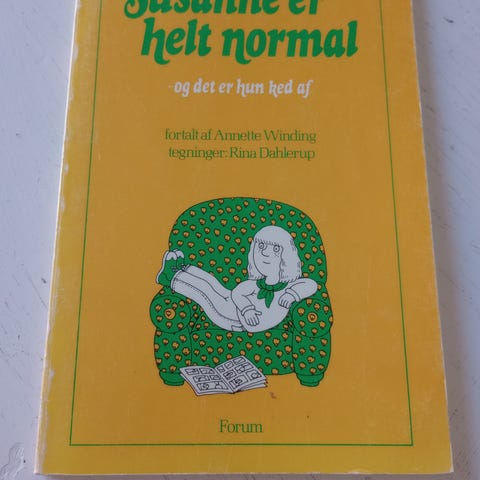 Susanne er
helt normal
-og det er hun ked af
fortalt af Annette Winding
tegninger: Rina Dahlerup
Forum